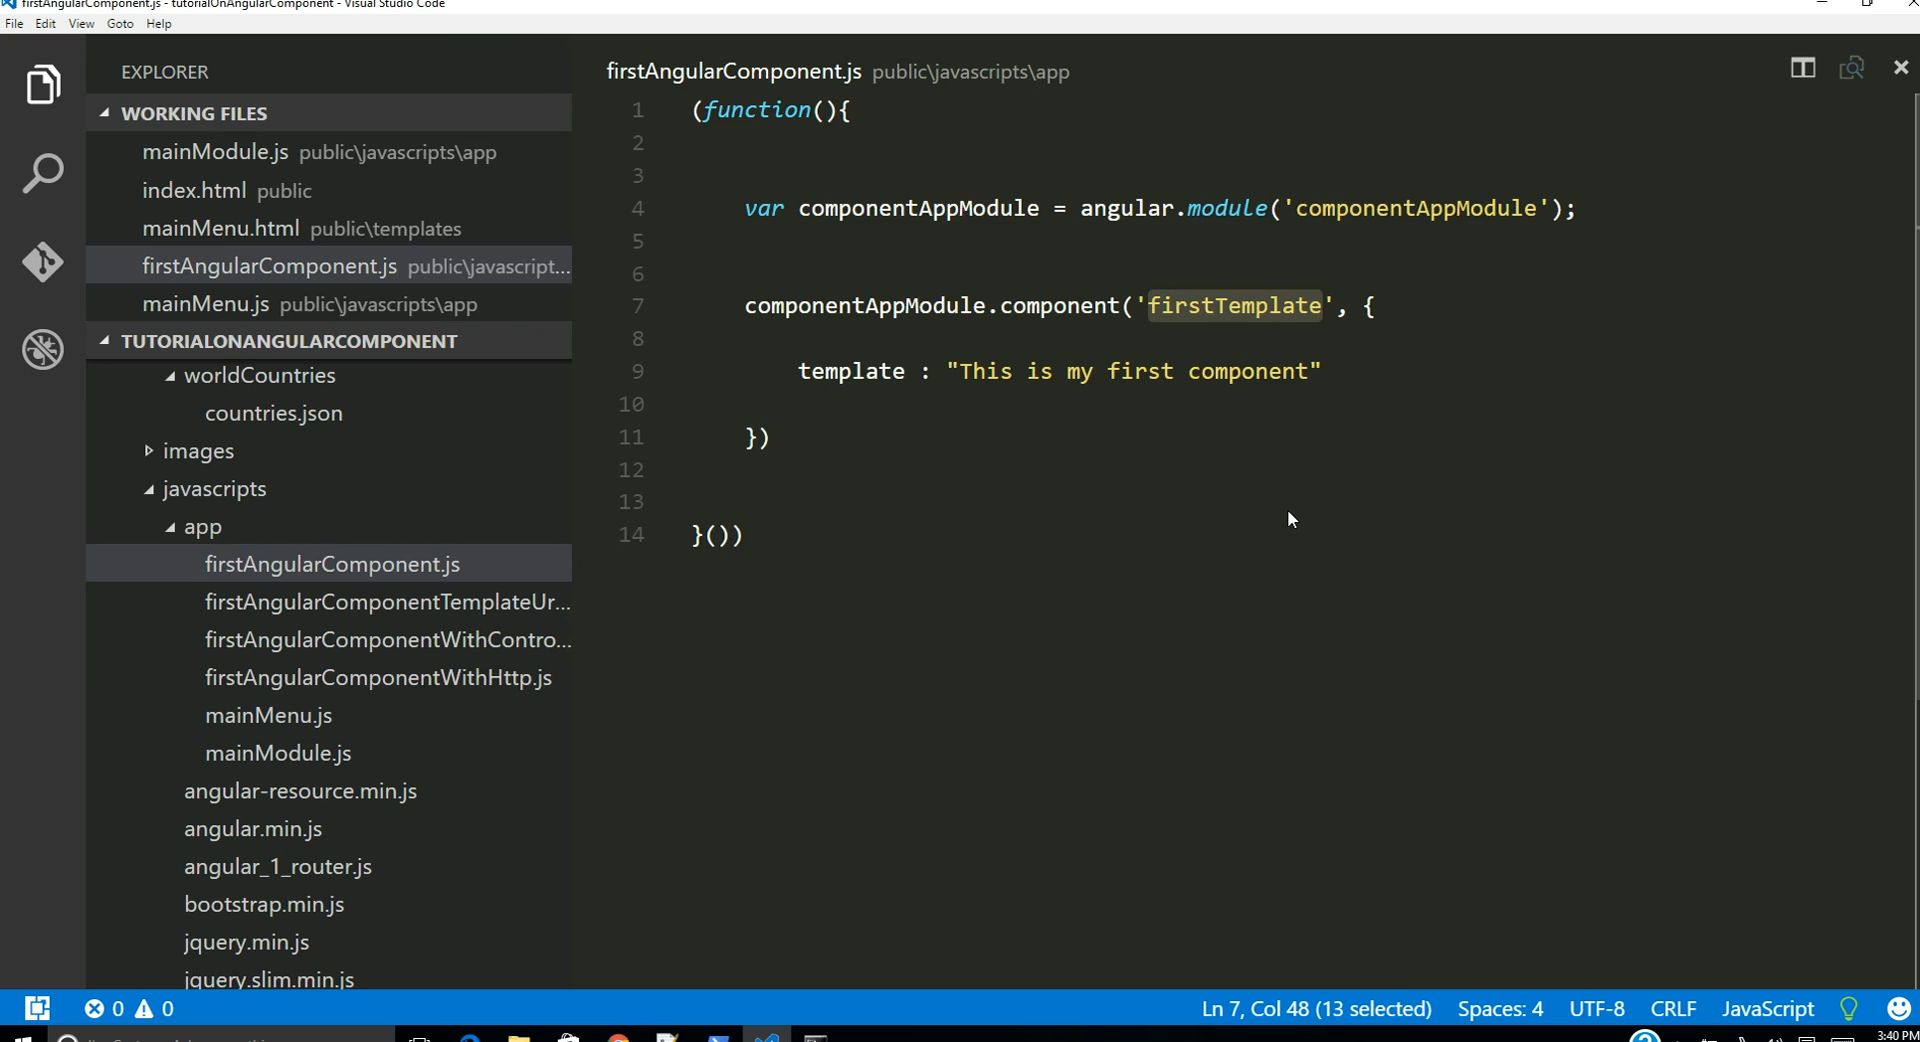 firstAngularComponent.js - tutorialOnAngularComponent - Visual Studio Code
File Edit View Goto Help
EXPLORER
WORKING FILES
mainModule.js public\javascripts\app
index.html public
mainMenu.html public\templates
firstAngularComponent.js public\javascript...
mainMenu.js public\javascripts\app
TUTORIALONANGULARCOMPONENT
worldCountries
countries.json
images
javascripts
app
firstAngularComponent.js
firstAngularComponentTemplateUr...
firstAngularComponentWithContro...
firstAngularComponentWithHttp.js
mainMenu.js
mainModule.js
angular-resource.min.js
angular.min.js
angular_1_router.js
bootstrap.min.js
jquery.min.js
jquery.slim.min.js
firstAngularComponent.js public\javascripts\app
1 (function(){
2
3
4 var componentAppModule = angular.module('componentAppModule');
5
6
7 componentAppModule.component('firstTemplate', {
8
9 template : "This is my first component"
10
11 })
12
13
14 }())
0 0
Ln 7, Col 48 (13 selected) Spaces: 4 UTF-8 CRLF JavaScript
3:40 PM